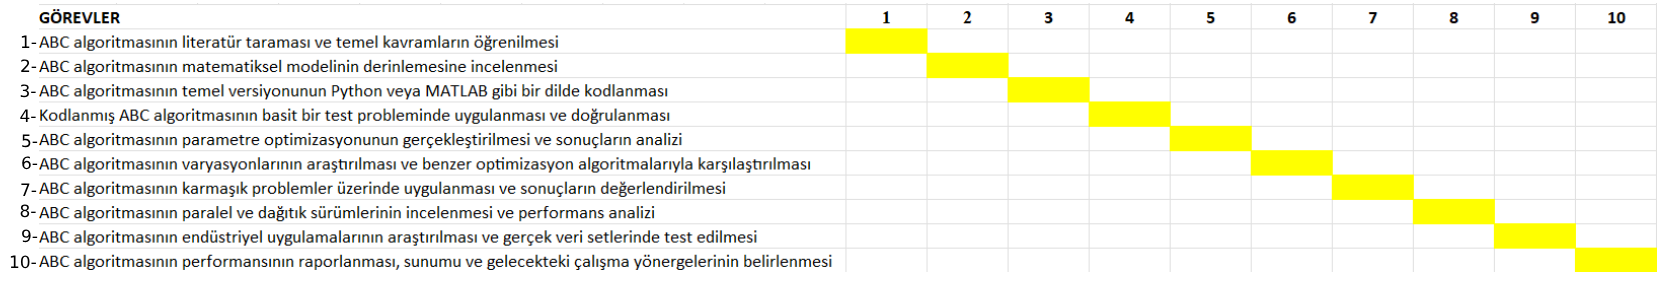 GÖREVLER 1 2 3 4 5 6 7 8 9 10
1- ABC algoritmasının literatür taraması ve temel kavramların öğrenilmesi
2- ABC algoritmasının matematiksel modelinin derinlemesine incelenmesi
3- ABC algoritmasının temel versiyonunun Python veya MATLAB gibi bir dilde kodlanması
4- Kodlanmış ABC algoritmasının basit bir test probleminde uygulanması ve doğrulanması
5- ABC algoritmasının parametre optimizasyonunun gerçekleştirilmesi ve sonuçların analizi
6- ABC algoritmasının varyasyonlarının araştırılması ve benzer optimizasyon algoritmalarıyla karşılaştırılması
7- ABC algoritmasının karmaşık problemler üzerinde uygulanması ve sonuçların değerlendirilmesi
8- ABC algoritmasının paralel ve dağıtık sürümlerinin incelenmesi ve performans analizi
9- ABC algoritmasının endüstriyel uygulamalarının araştırılması ve gerçek veri setlerinde test edilmesi
10- ABC algoritmasının performansının raporlanması, sunumu ve gelecekteki çalışma yönergelerinin belirlenmesi